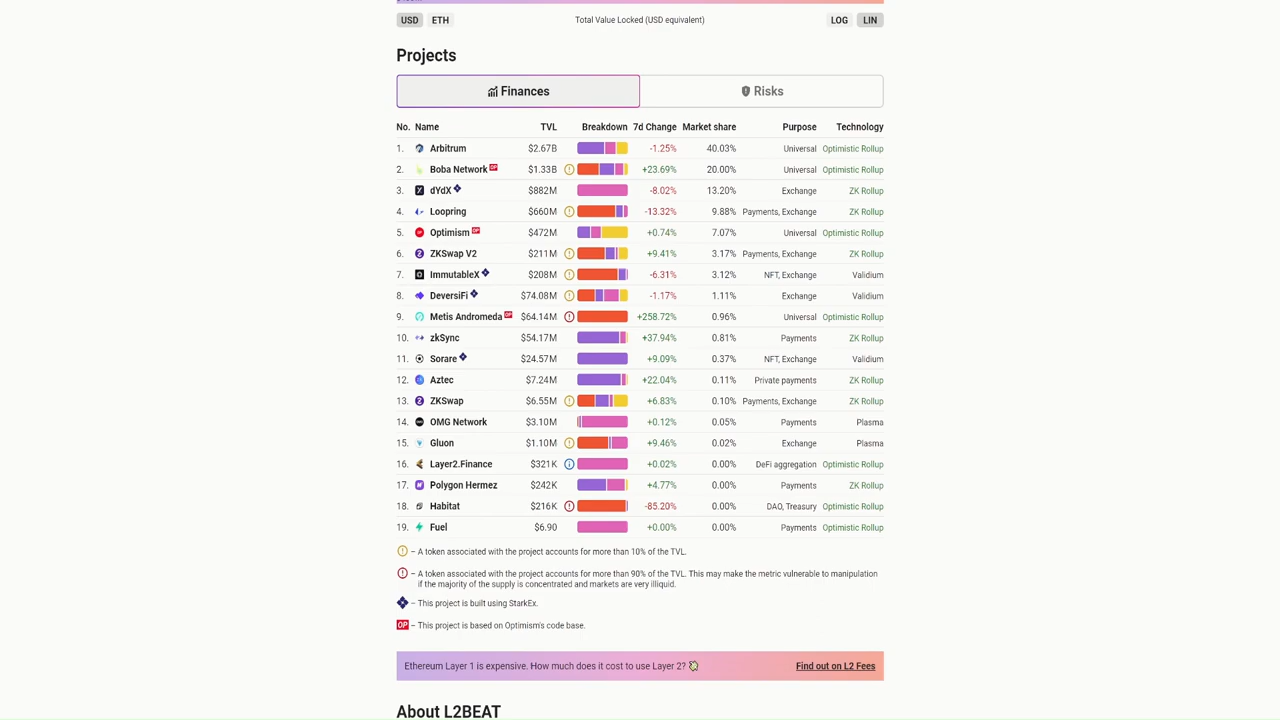 USD ETH Total Value Locked (USD equivalent) LOG LIN
Projects
Finances Risks
No. Name TVL Breakdown 7d Change Market share Purpose Technology
1. Arbitrum $2.67B -1.25% 40.03% Universal Optimistic Rollup
2. Boba Network OP $1.33B +23.69% 20.00% Universal Optimistic Rollup
3. dYdX $882M -8.02% 13.20% Exchange ZK Rollup
4. Loopring $660M -13.32% 9.88% Payments, Exchange ZK Rollup
5. Optimism OP $472M +0.74% 7.07% Universal Optimistic Rollup
6. ZKSwap V2 $211M +9.41% 3.17% Payments, Exchange ZK Rollup
7. ImmutableX $208M -6.31% 3.12% NFT, Exchange Validium
8. DeversiFi $74.08M -1.17% 1.11% Exchange Validium
9. Metis Andromeda OP $64.14M +258.72% 0.96% Universal Optimistic Rollup
10. zkSync $54.17M +37.94% 0.81% Payments ZK Rollup
11. Sorare $24.57M +9.09% 0.37% NFT, Exchange Validium
12. Aztec $7.24M +22.04% 0.11% Private payments ZK Rollup
13. ZKSwap $6.55M +6.83% 0.10% Payments, Exchange ZK Rollup
14. OMG Network $3.10M +0.12% 0.05% Payments Plasma
15. Gluon $1.10M +9.46% 0.02% Exchange Plasma
16. Layer2.Finance $321K +0.02% 0.00% DeFi aggregation Optimistic Rollup
17. Polygon Hermez $242K +4.77% 0.00% Payments ZK Rollup
18. Habitat $216K -85.20% 0.00% DAO, Treasury Optimistic Rollup
19. Fuel $6.90 +0.00% 0.00% Payments Optimistic Rollup
– A token associated with the project accounts for more than 10% of the TVL.
– A token associated with the project accounts for more than 90% of the TVL. This may make the metric vulnerable to manipulation
if the majority of the supply is concentrated and markets are very illiquid.
– This project is built using StarkEx.
OP – This project is based on Optimism's code base.
Ethereum Layer 1 is expensive. How much does it cost to use Layer 2? Find out on L2 Fees
About L2BEAT